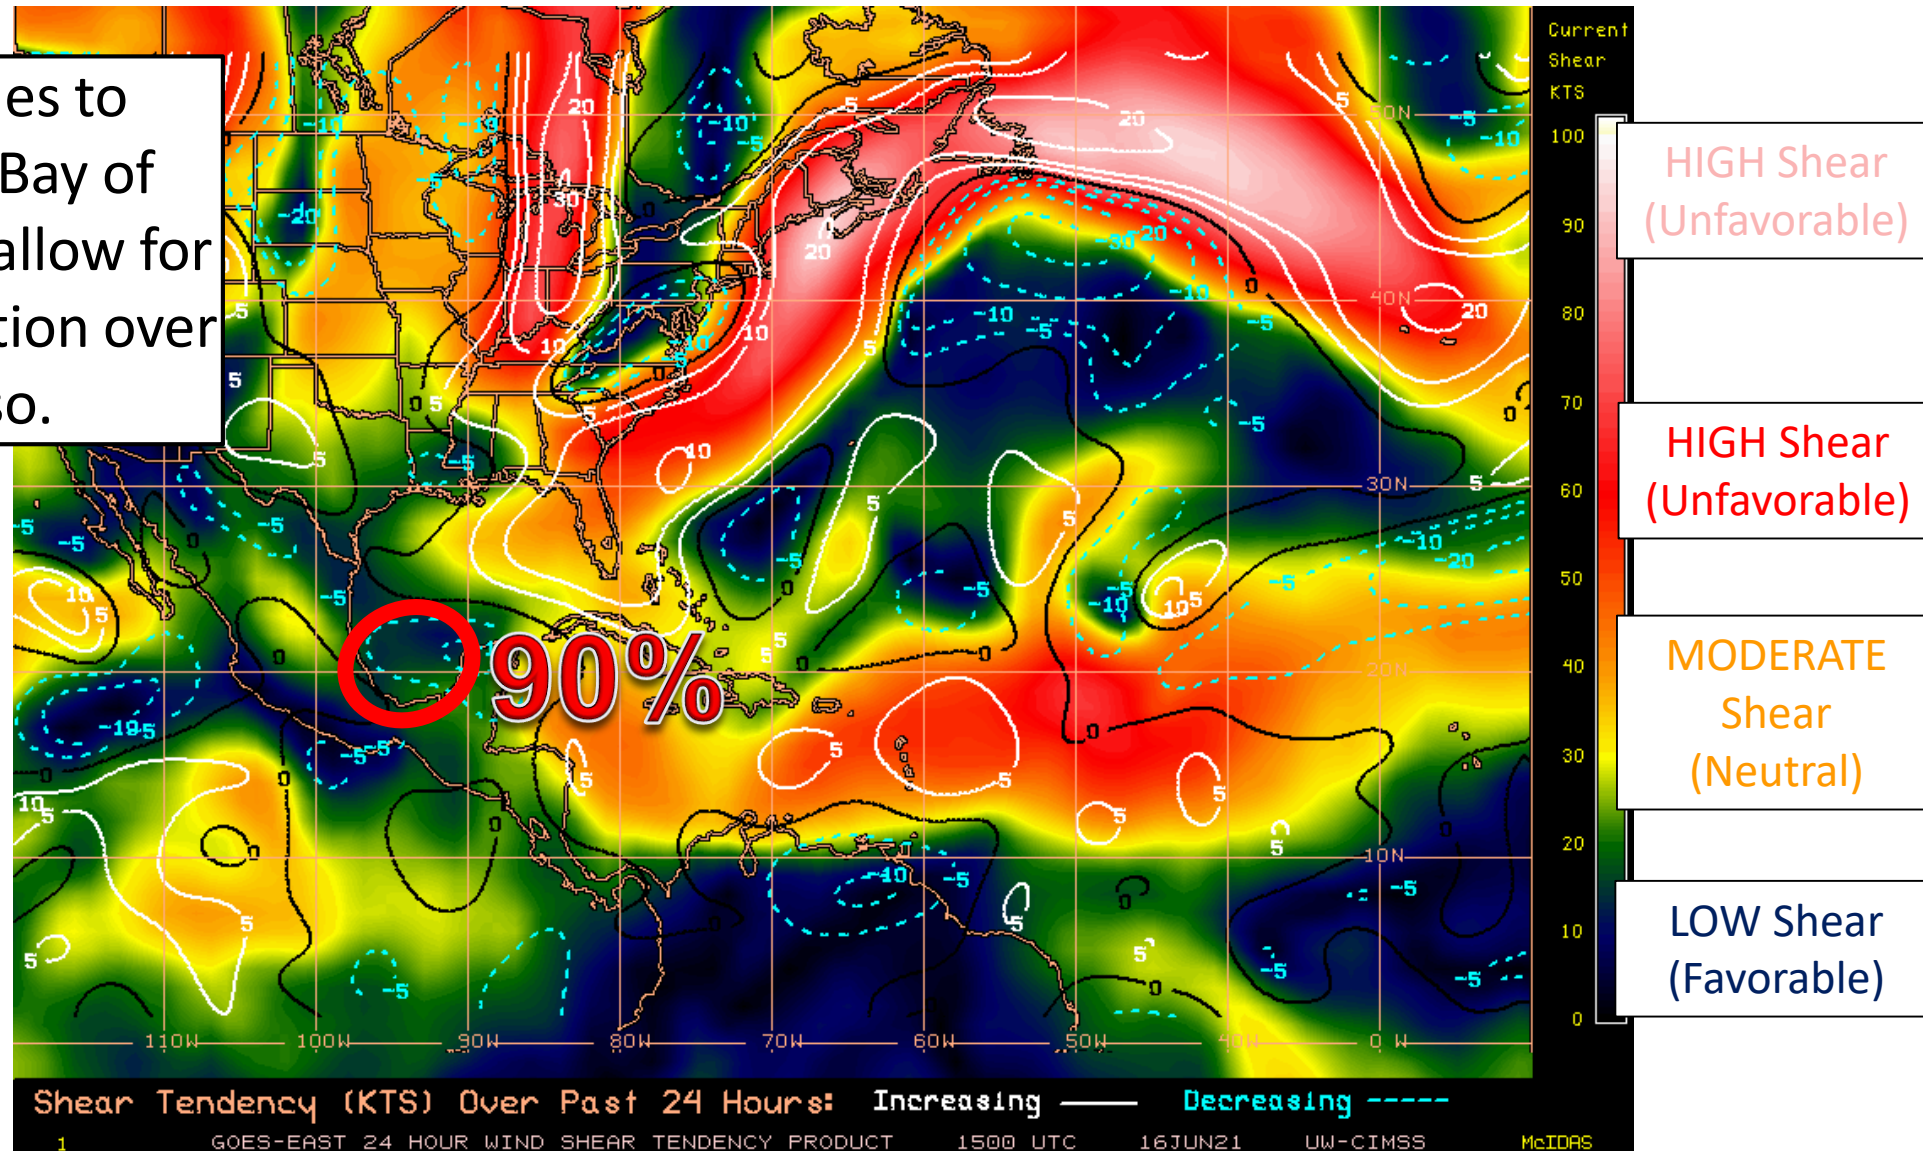 es to
Bay of
allow for
tion over
so.
Current
Shear
KTS
100
90
80
70
60
50
40
30
20
10
0
HIGH Shear
(Unfavorable)
HIGH Shear
(Unfavorable)
MODERATE
Shear
(Neutral)
LOW Shear
(Favorable)
90%
50N
40N
30N
20N
10N
110W
100W
90W
80W
70W
60W
50W
40W
0 W
Shear Tendency (KTS) Over Past 24 Hours: Increasing Decreasing
1 GOES-EAST 24 HOUR WIND SHEAR TENDENCY PRODUCT 1500 UTC 16JUN21 UW-CIMSS McIDAS